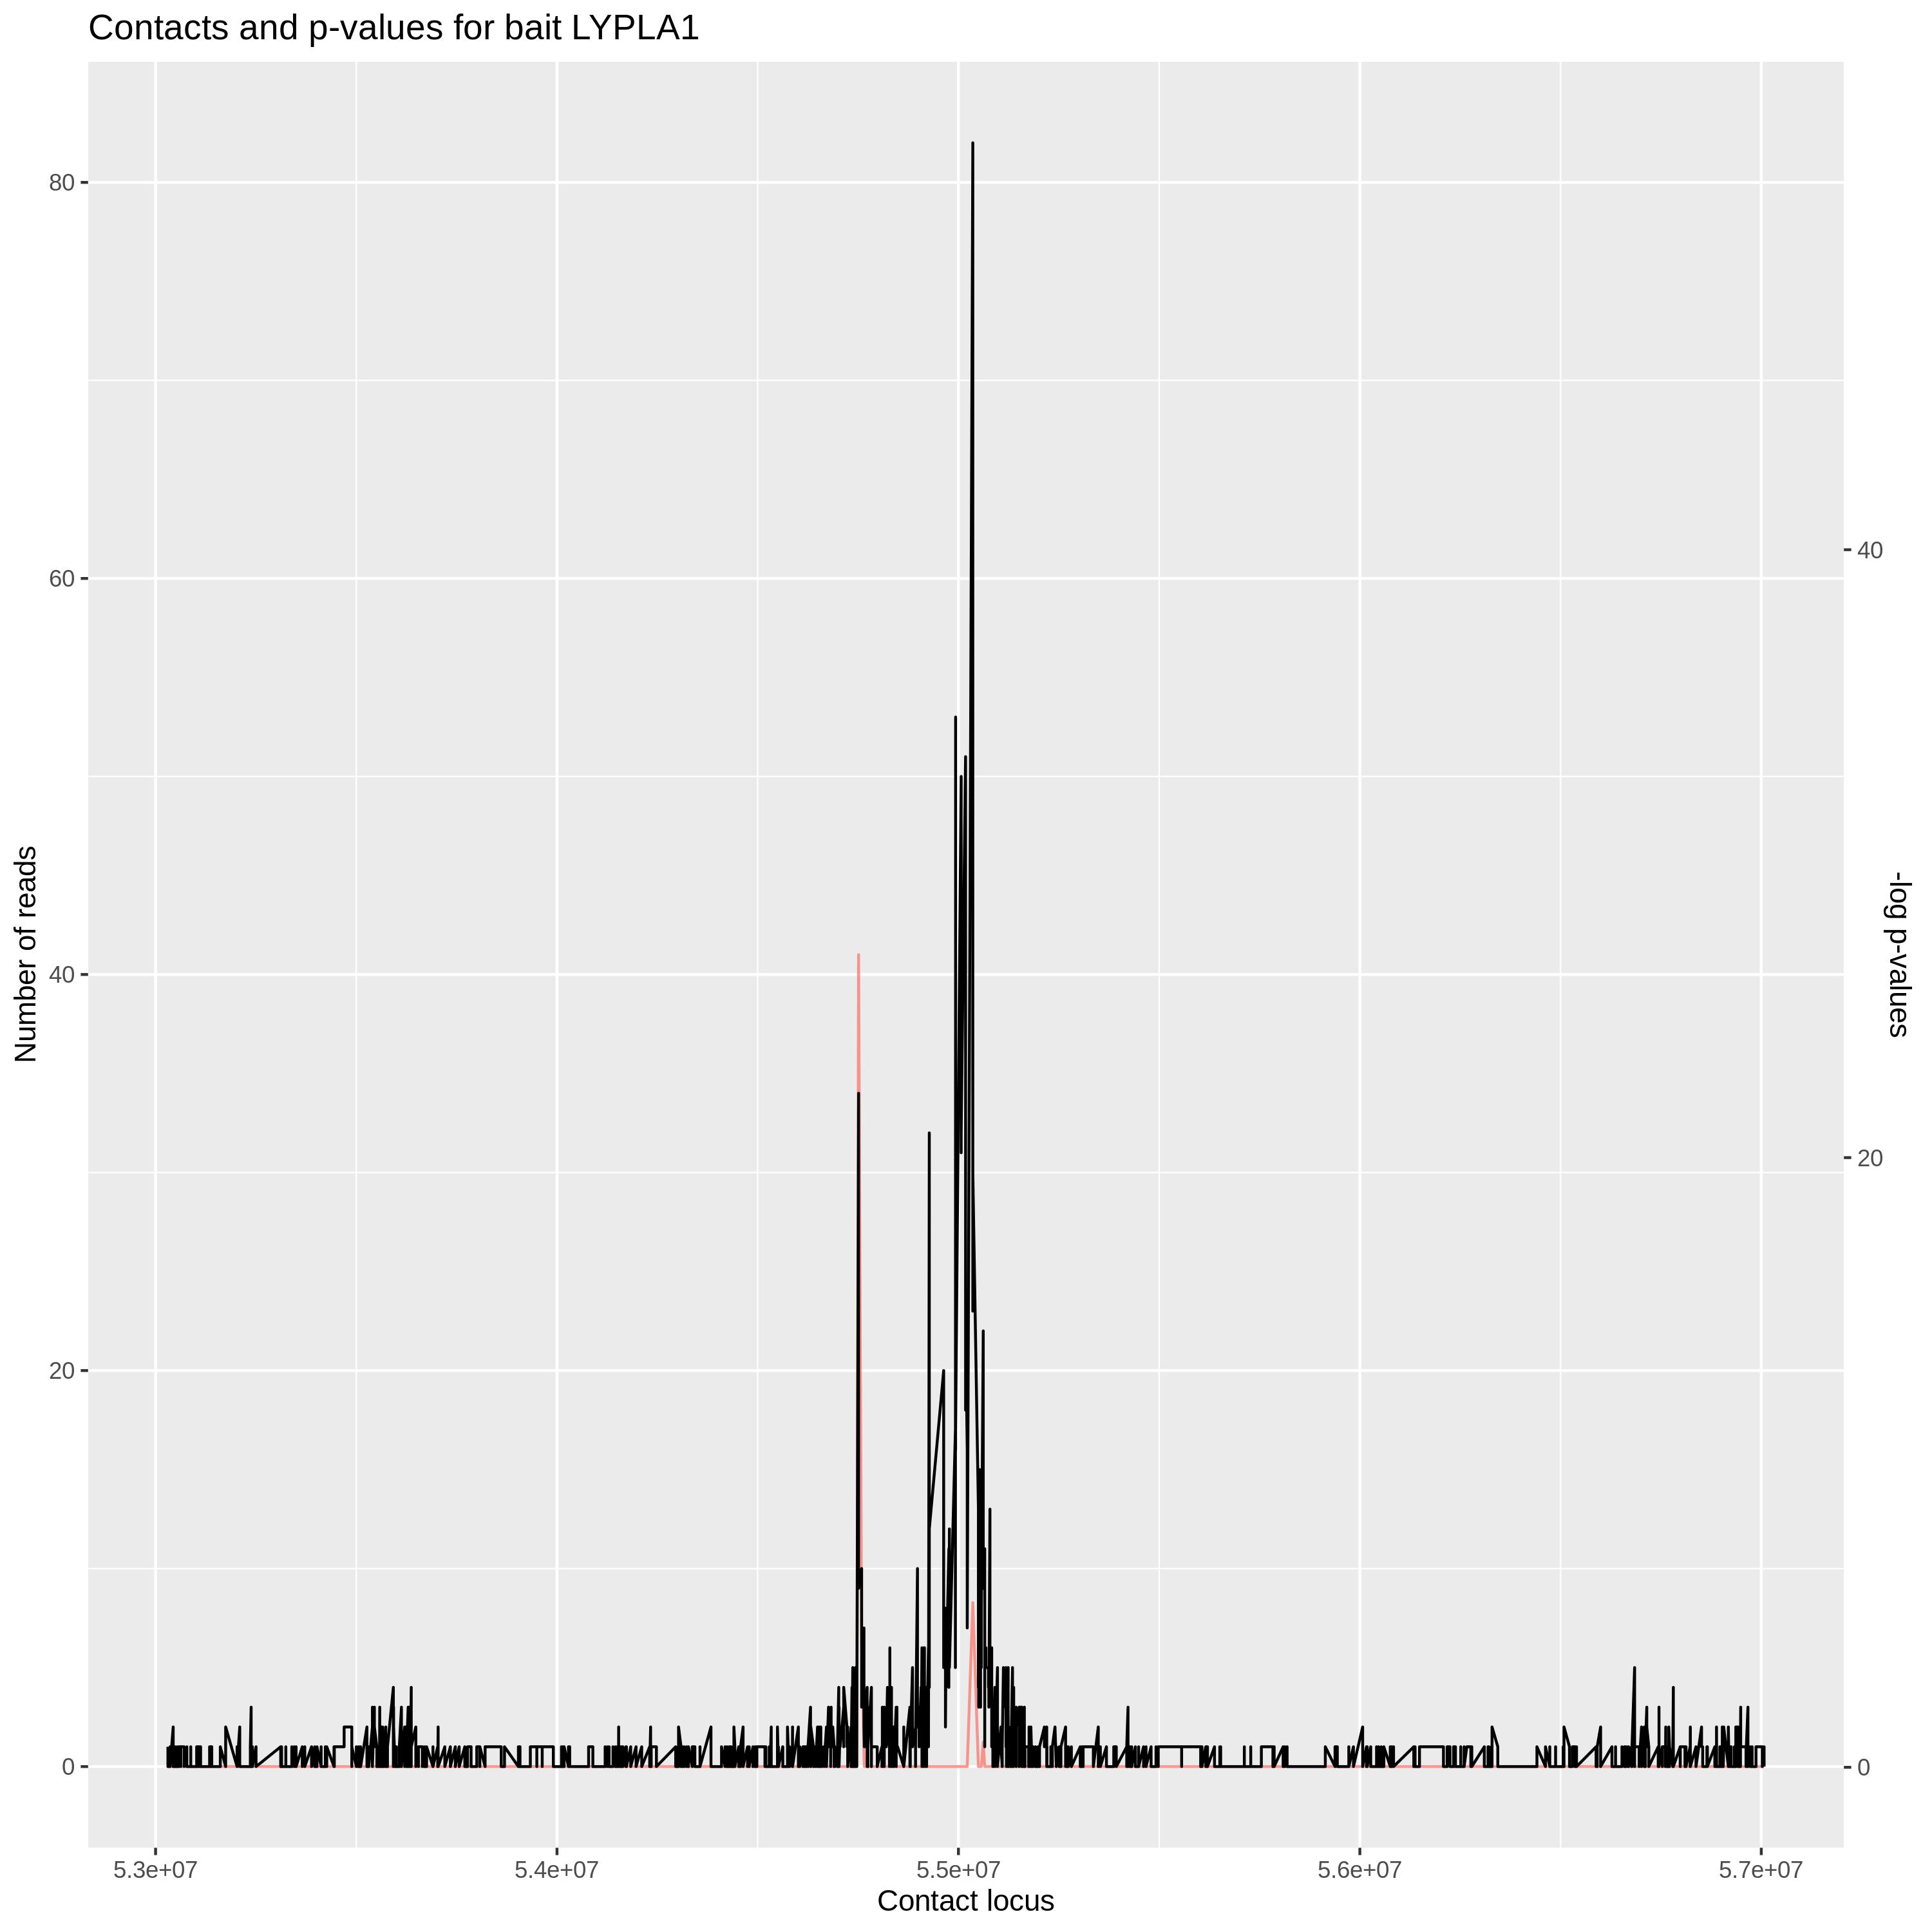 Contacts and p-values for bait LYPLA1
80
60
40
20
0
Number of reads
40
20
0
-log p-values
5.3e+07 5.4e+07 5.5e+07 5.6e+07 5.7e+07
Contact locus